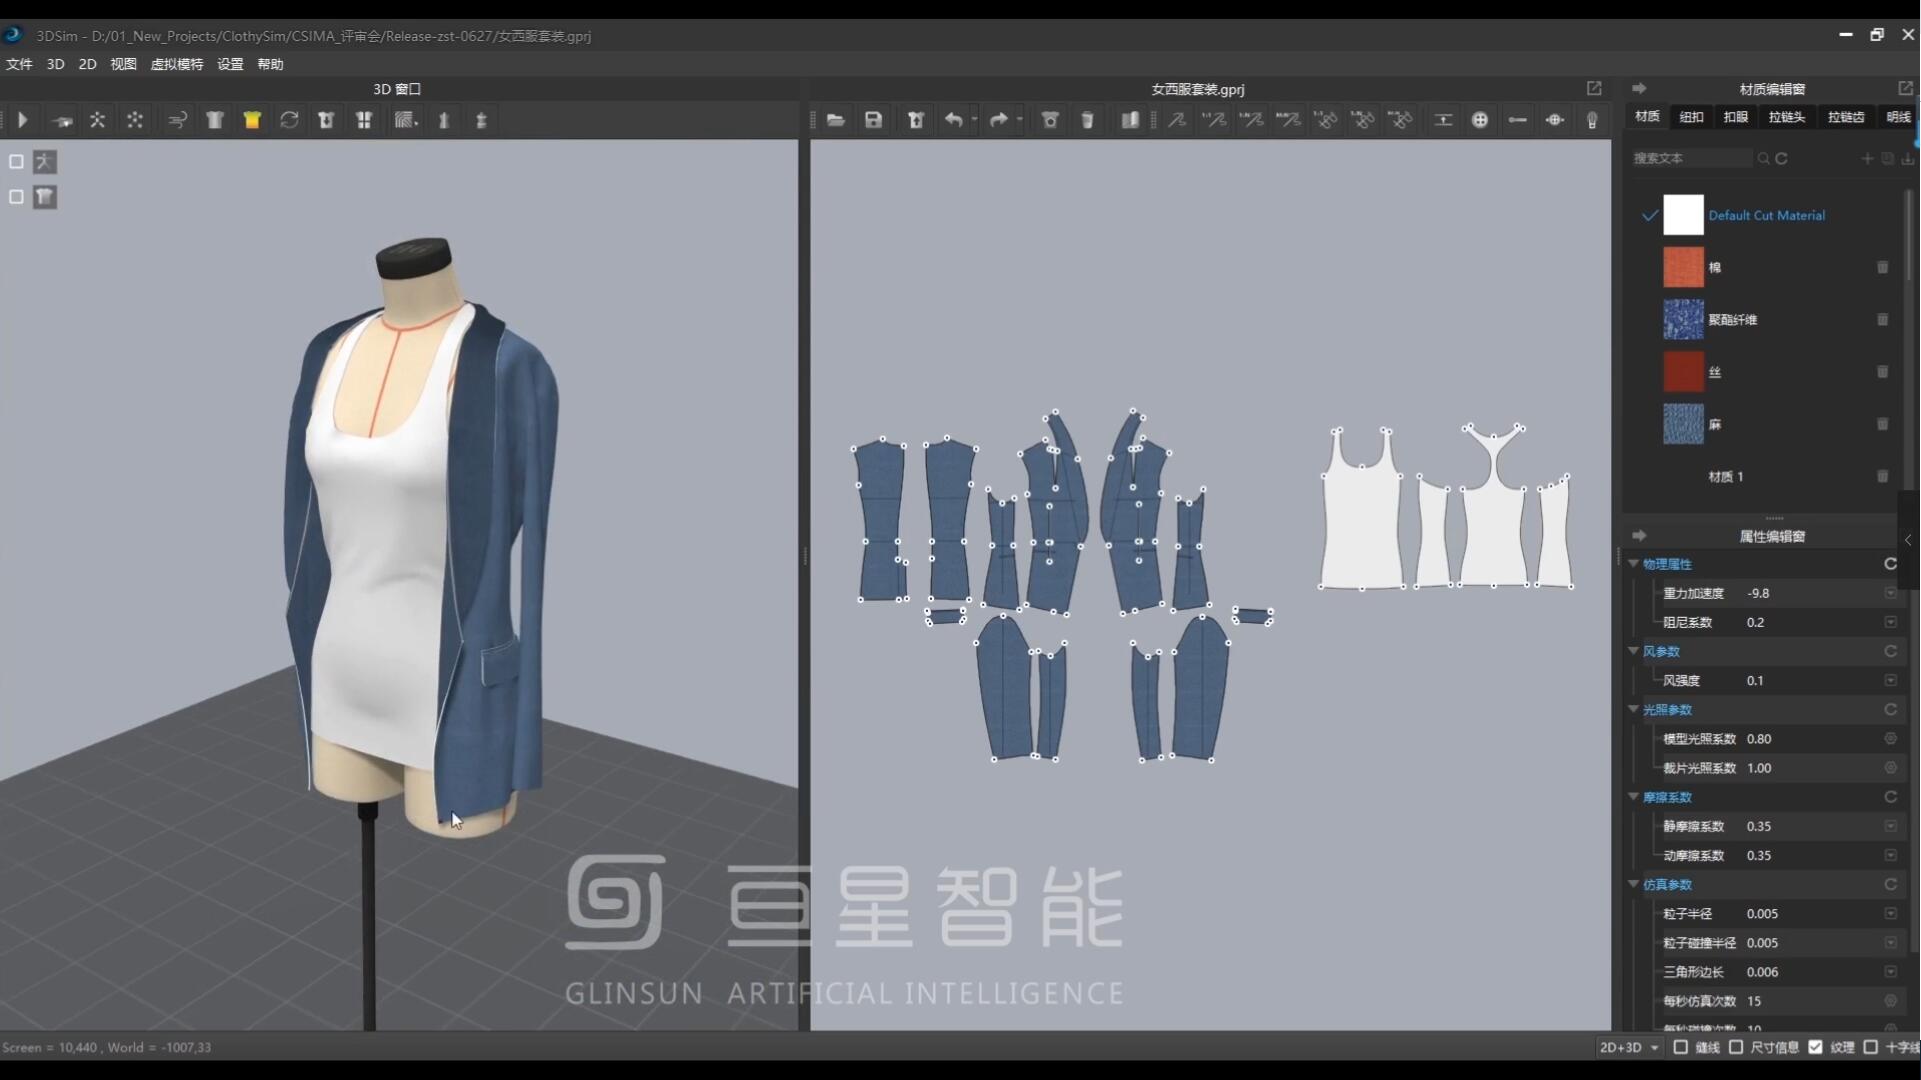 3DSim - D:/01_New_Projects/ClothySim/CSIMA_评审会/Release-zst-0627/女西服套装.gprj
文件 3D 2D 视图 虚拟模特 设置 帮助
3D 窗口
女西服套装.gprj
材质编辑窗
材质 纽扣 扣眼 拉链头 拉链齿 明线
搜索文本
Default Cut Material
棉
聚酯纤维
丝
麻
材质 1
属性编辑窗
物理属性
重力加速度 -9.8
阻尼系数 0.2
风参数
风强度 0.1
光照参数
模型光照系数 0.80
裁片光照系数 1.00
摩擦系数
静摩擦系数 0.35
动摩擦系数 0.35
仿真参数
粒子半径 0.005
粒子碰撞半径 0.005
三角形边长 0.006
每秒仿真次数 15
每秒碰撞次数 10
亘星智能
GLINSUN ARTIFICIAL INTELLIGENCE
Screen = 10,440 , World = -1007,33
2D+3D 缝线 尺寸信息 纹理 十字线